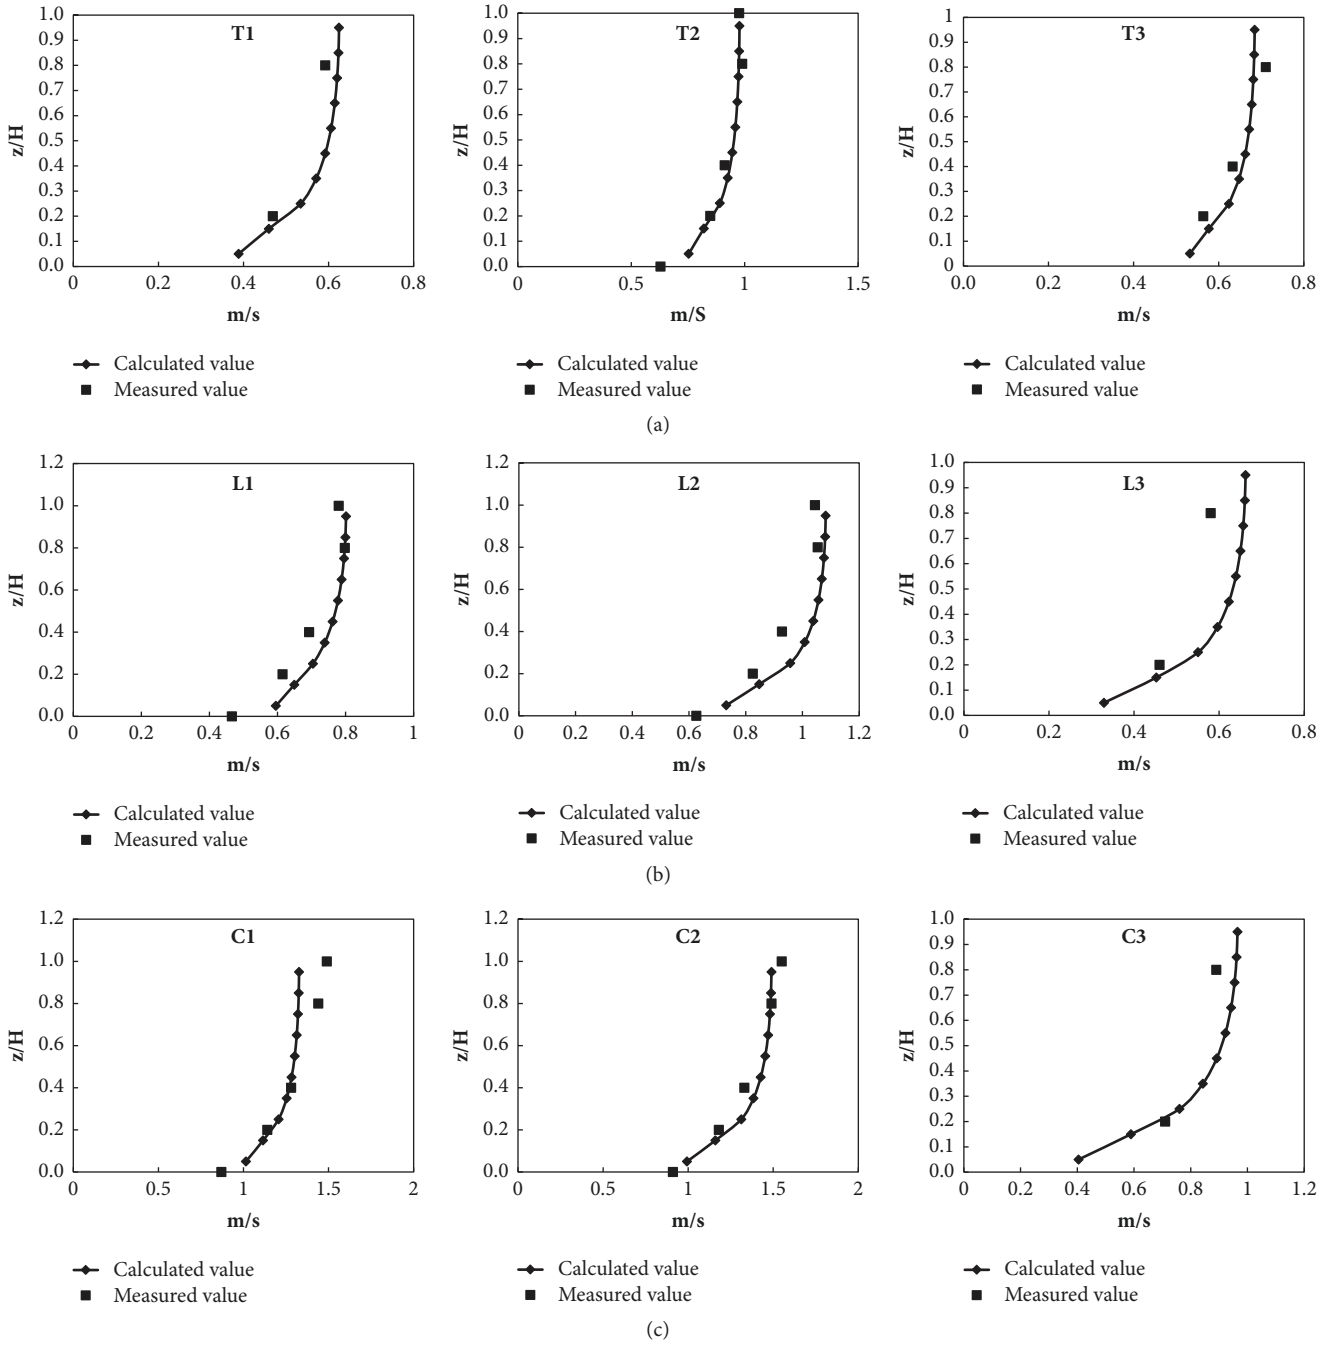 T1
1.0
0.9
0.8
0.7
0.6
0.5
0.4
0.3
0.2
0.1
0.0
z/H
0 0.2 0.4 0.6 0.8
m/s
Calculated value
Measured value
T2
1.0
0.9
0.8
0.7
0.6
0.5
0.4
0.3
0.2
0.1
0.0
z/H
0 0.5 1 1.5
m/S
Calculated value
Measured value
T3
1
0.9
0.8
0.7
0.6
0.5
0.4
0.3
0.2
0.1
0
z/H
0.0 0.2 0.4 0.6 0.8
m/s
Calculated value
Measured value
(a)
L1
1.2
1.0
0.8
0.6
0.4
0.2
0.0
z/H
0 0.2 0.4 0.6 0.8 1
m/s
Calculated value
Measured value
L2
1.2
1.0
0.8
0.6
0.4
0.2
0.0
z/H
0 0.2 0.4 0.6 0.8 1 1.2
m/s
Calculated value
Measured value
L3
1.0
0.9
0.8
0.7
0.6
0.5
0.4
0.3
0.2
0.1
0.0
z/H
0 0.2 0.4 0.6 0.8
m/s
Calculated value
Measured value
(b)
C1
1.2
1.0
0.8
0.6
0.4
0.2
0.0
z/H
0 0.5 1 1.5 2
m/s
Calculated value
Measured value
C2
1.2
1.0
0.8
0.6
0.4
0.2
0.0
z/H
0 0.5 1 1.5 2
m/s
Calculated value
Measured value
C3
1.0
0.9
0.8
0.7
0.6
0.5
0.4
0.3
0.2
0.1
0.0
z/H
0 0.2 0.4 0.6 0.8 1 1.2
m/s
Calculated value
Measured value
(c)